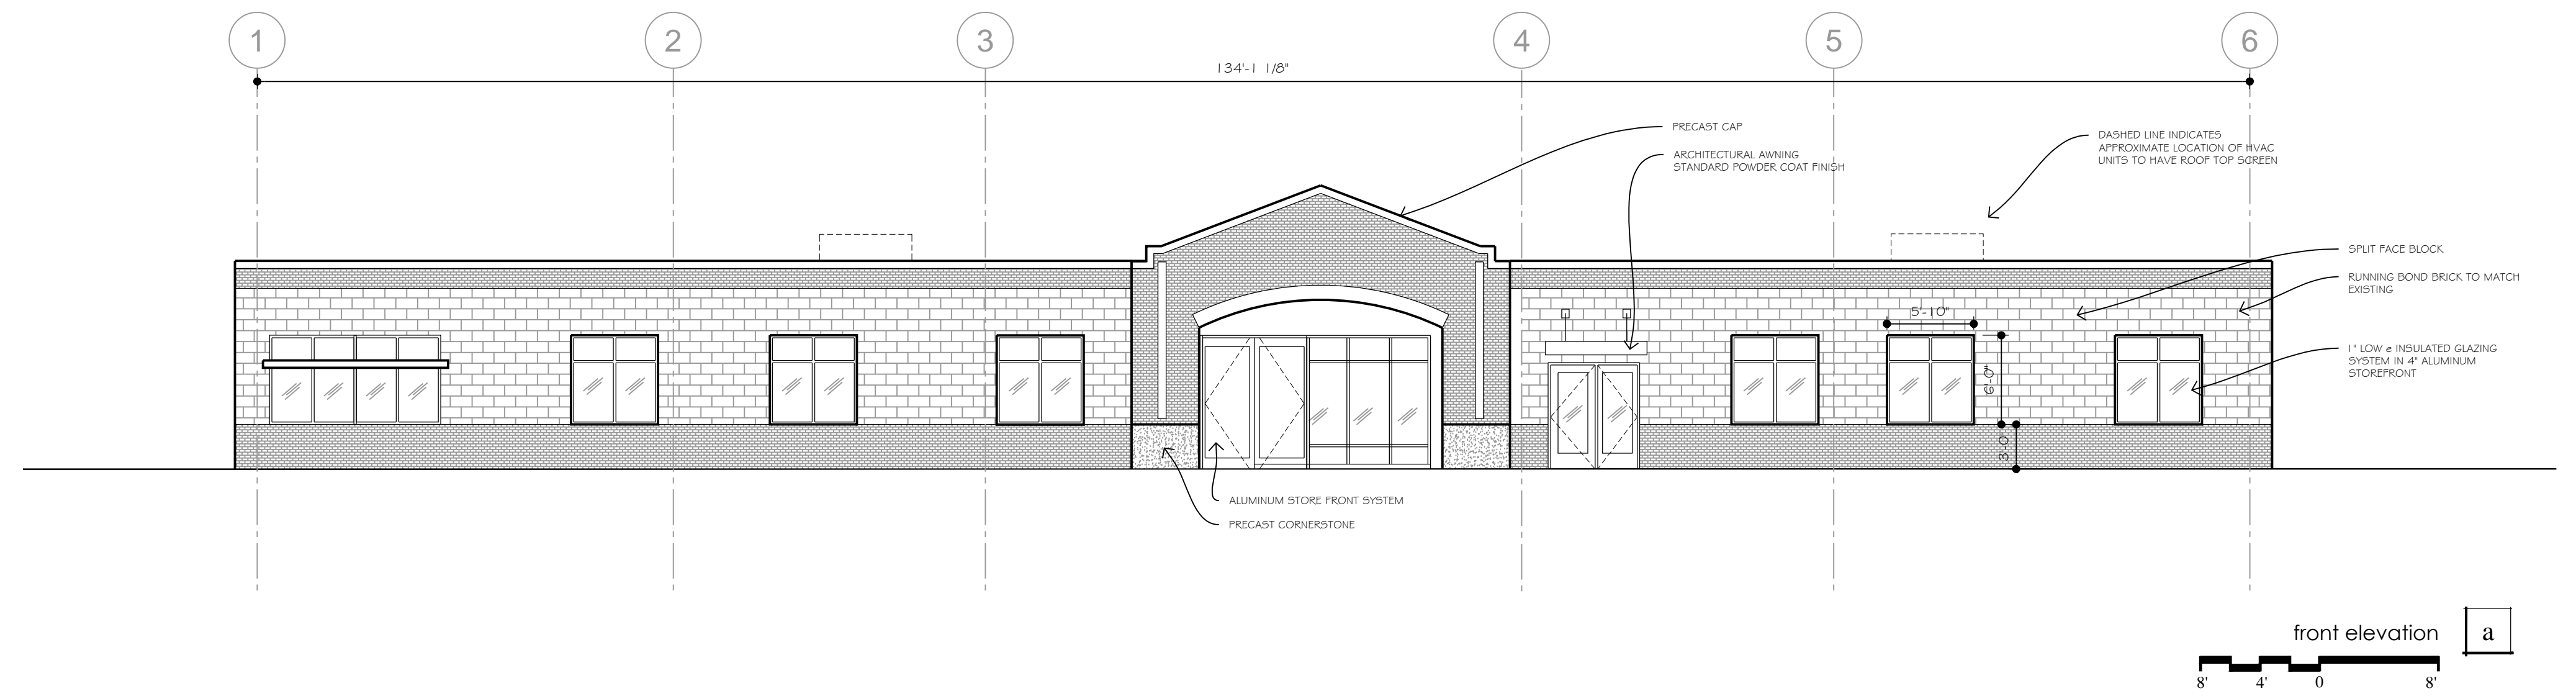 1 2 3 4 5 6
134'-1 1/8"
PRECAST CAP
ARCHITECTURAL AWNING
STANDARD POWDER COAT FINISH
DASHED LINE INDICATES
APPROXIMATE LOCATION OF HVAC
UNITS TO HAVE ROOF TOP SCREEN
SPLIT FACE BLOCK
RUNNING BOND BRICK TO MATCH
EXISTING
5'-10"
6'-0"
3'-0"
1" LOW e INSULATED GLAZING
SYSTEM IN 4" ALUMINUM
STOREFRONT
ALUMINUM STORE FRONT SYSTEM
PRECAST CORNERSTONE
front elevation a
8' 4' 0 8'